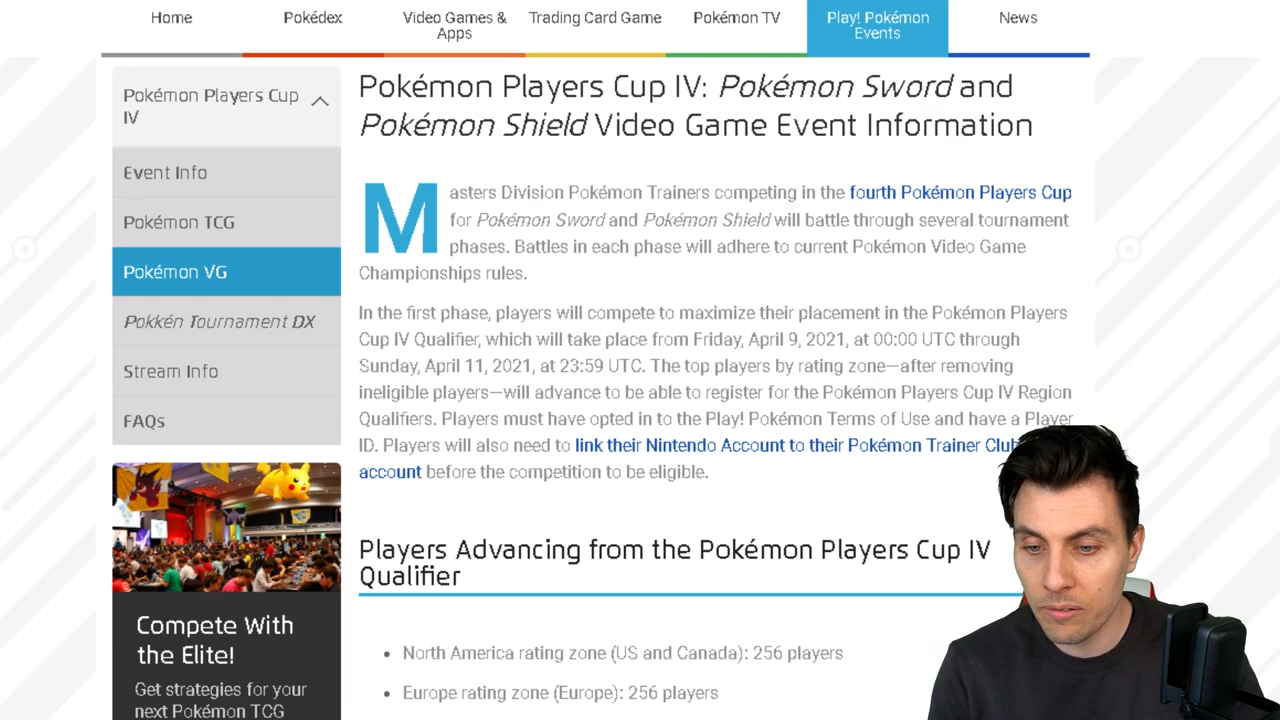 Home
Pokédex
Video Games &
Apps
Trading Card Game
Pokémon TV
Play! Pokémon
Events
News
Pokémon Players Cup
IV
Event Info
Pokémon TCG
Pokémon VG
Pokkén Tournament DX
Stream Info
FAQs
Compete With
the Elite!
Get strategies for your
next Pokémon TCG
Pokémon Players Cup IV: Pokémon Sword and
Pokémon Shield Video Game Event Information
Masters Division Pokémon Trainers competing in the fourth Pokémon Players Cup
for Pokémon Sword and Pokémon Shield will battle through several tournament
phases. Battles in each phase will adhere to current Pokémon Video Game
Championships rules.
In the first phase, players will compete to maximize their placement in the Pokémon Players
Cup IV Qualifier, which will take place from Friday, April 9, 2021, at 00:00 UTC through
Sunday, April 11, 2021, at 23:59 UTC. The top players by rating zone—after removing
ineligible players—will advance to be able to register for the Pokémon Players Cup IV Region
Qualifiers. Players must have opted in to the Play! Pokémon Terms of Use and have a Player
ID. Players will also need to link their Nintendo Account to their Pokémon Trainer Club
account before the competition to be eligible.
Players Advancing from the Pokémon Players Cup IV
Qualifier
• North America rating zone (US and Canada): 256 players
• Europe rating zone (Europe): 256 players